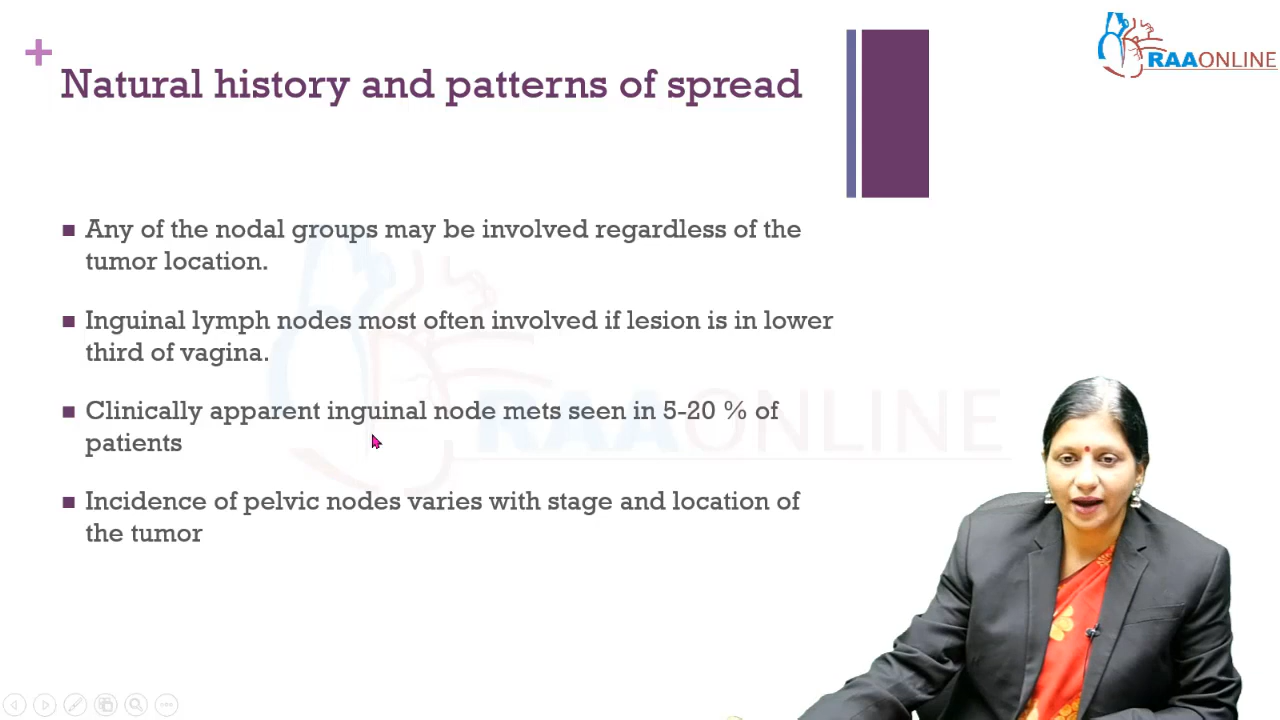 +
Natural history and patterns of spread
RAAONLINE
■ Any of the nodal groups may be involved regardless of the
tumor location.
■ Inguinal lymph nodes most often involved if lesion is in lower
third of vagina.
■ Clinically apparent inguinal node mets seen in 5-20 % of
patients
■ Incidence of pelvic nodes varies with stage and location of
the tumor
RAAONLINE